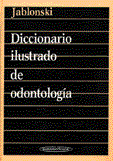 Jablonski
Diccionario
ilustrado
de
odontología